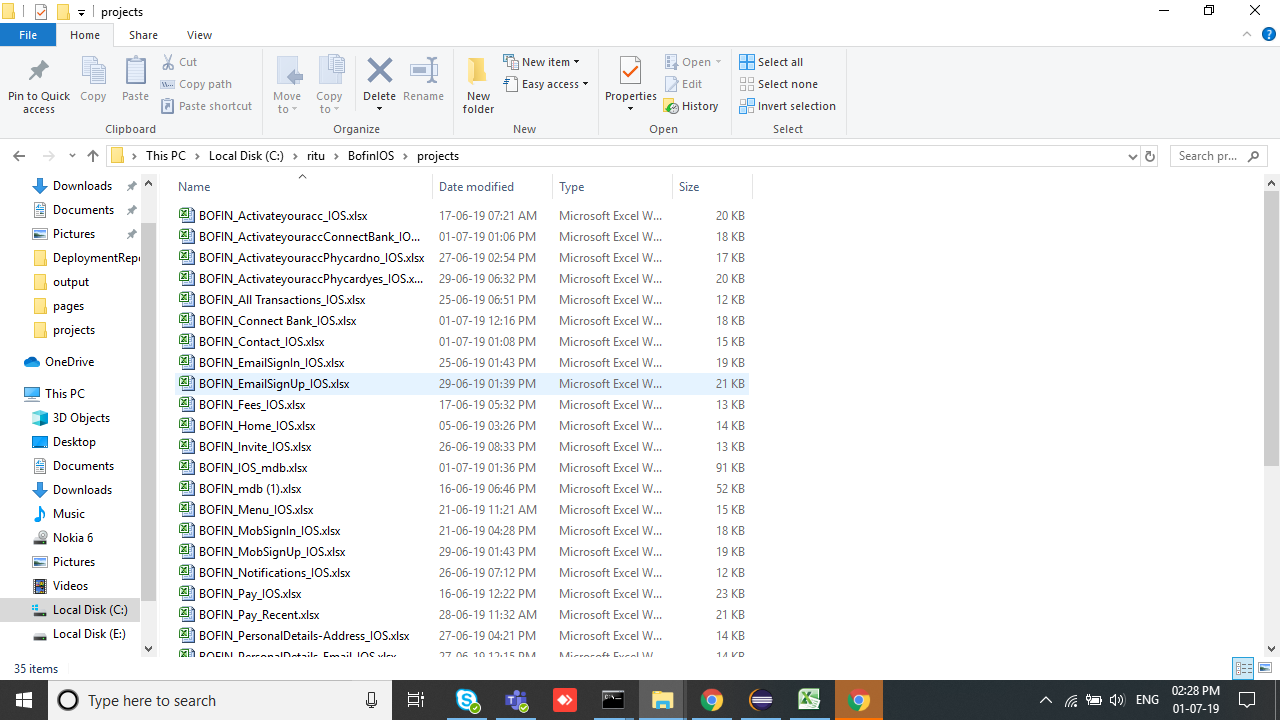 projects
File Home Share View
Pin to Quick access
Copy
Paste
Cut
Copy path
Paste shortcut
Clipboard
Move to
Copy to
Delete
Rename
Organize
New folder
New item
Easy access
New
Properties
Open
Edit
History
Open
Select all
Select none
Invert selection
Select
This PC > Local Disk (C:) > ritu > BofinIOS > projects
Search pr...
Downloads
Documents
Pictures
DeploymentRepo
output
pages
projects
OneDrive
This PC
3D Objects
Desktop
Documents
Downloads
Music
Nokia 6
Pictures
Videos
Local Disk (C:)
Local Disk (E:)
Name Date modified Type Size
BOFIN_Activateyouracc_IOS.xlsx 17-06-19 07:21 AM Microsoft Excel W... 20 KB
BOFIN_ActivateyouraccConnectBank_IO... 01-07-19 01:06 PM Microsoft Excel W... 18 KB
BOFIN_ActivateyouraccPhycardno_IOS.xlsx 27-06-19 02:54 PM Microsoft Excel W... 17 KB
BOFIN_ActivateyouraccPhycardyes_IOS.x... 29-06-19 06:32 PM Microsoft Excel W... 20 KB
BOFIN_All Transactions_IOS.xlsx 25-06-19 06:51 PM Microsoft Excel W... 12 KB
BOFIN_Connect Bank_IOS.xlsx 01-07-19 12:16 PM Microsoft Excel W... 18 KB
BOFIN_Contact_IOS.xlsx 01-07-19 01:08 PM Microsoft Excel W... 15 KB
BOFIN_EmailSignIn_IOS.xlsx 25-06-19 01:43 PM Microsoft Excel W... 19 KB
BOFIN_EmailSignUp_IOS.xlsx 29-06-19 01:39 PM Microsoft Excel W... 21 KB
BOFIN_Fees_IOS.xlsx 17-06-19 05:32 PM Microsoft Excel W... 13 KB
BOFIN_Home_IOS.xlsx 05-06-19 03:26 PM Microsoft Excel W... 14 KB
BOFIN_Invite_IOS.xlsx 26-06-19 08:33 PM Microsoft Excel W... 13 KB
BOFIN_IOS_mdb.xlsx 01-07-19 01:36 PM Microsoft Excel W... 91 KB
BOFIN_mdb (1).xlsx 16-06-19 06:46 PM Microsoft Excel W... 52 KB
BOFIN_Menu_IOS.xlsx 21-06-19 11:21 AM Microsoft Excel W... 15 KB
BOFIN_MobSignIn_IOS.xlsx 21-06-19 04:28 PM Microsoft Excel W... 18 KB
BOFIN_MobSignUp_IOS.xlsx 29-06-19 01:43 PM Microsoft Excel W... 19 KB
BOFIN_Notifications_IOS.xlsx 26-06-19 07:12 PM Microsoft Excel W... 12 KB
BOFIN_Pay_IOS.xlsx 16-06-19 12:22 PM Microsoft Excel W... 23 KB
BOFIN_Pay_Recent.xlsx 28-06-19 11:32 AM Microsoft Excel W... 21 KB
BOFIN_PersonalDetails-Address_IOS.xlsx 27-06-19 04:21 PM Microsoft Excel W... 14 KB
BOFIN_PersonalDetails-Email_IOS.xlsx 27-06-19 12:15 PM Microsoft Excel W... 14 KB
35 items
Type here to search
ENG
02:28 PM
01-07-19